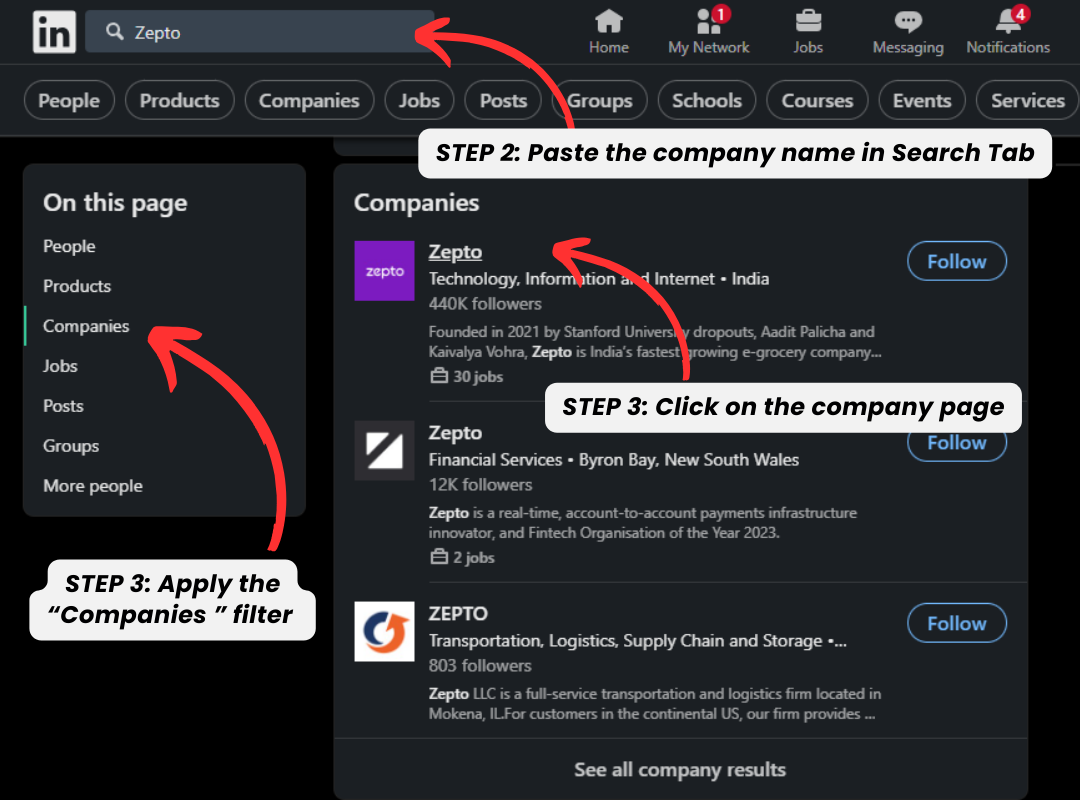 in
Zepto
1
4
Home
My Network
Jobs
Messaging
Notifications
People
Products
Companies
Jobs
Posts
Groups
Schools
Courses
Events
Services
STEP 2: Paste the company name in Search Tab
On this page
People
Products
Companies
Jobs
Posts
Groups
More people
STEP 3: Apply the
“Companies ” filter
Companies
zepto
Zepto
Technology, Information and Internet • India
440K followers
Founded in 2021 by Stanford University dropouts, Aadit Palicha and
Kaivalya Vohra, Zepto is India's fastest growing e-grocery company...
30 jobs
Follow
STEP 3: Click on the company page
Zepto
Financial Services • Byron Bay, New South Wales
12K followers
Zepto is a real-time, account-to-account payments infrastructure
innovator, and Fintech Organisation of the Year 2023.
2 jobs
Follow
ZEPTO
Transportation, Logistics, Supply Chain and Storage •...
803 followers
Zepto LLC is a full-service transportation and logistics firm located in
Mokena, IL.For customers in the continental US, our firm provides ...
Follow
See all company results